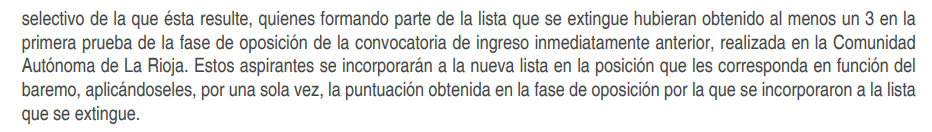 selectivo de la que ésta resulte, quienes formando parte de la lista que se extingue hubieran obtenido al menos un 3 en la
primera prueba de la fase de oposición de la convocatoria de ingreso inmediatamente anterior, realizada en la Comunidad
Autónoma de La Rioja. Estos aspirantes se incorporarán a la nueva lista en la posición que les corresponda en función del
baremo, aplicándoseles, por una sola vez, la puntuación obtenida en la fase de oposición por la que se incorporaron a la lista
que se extingue.